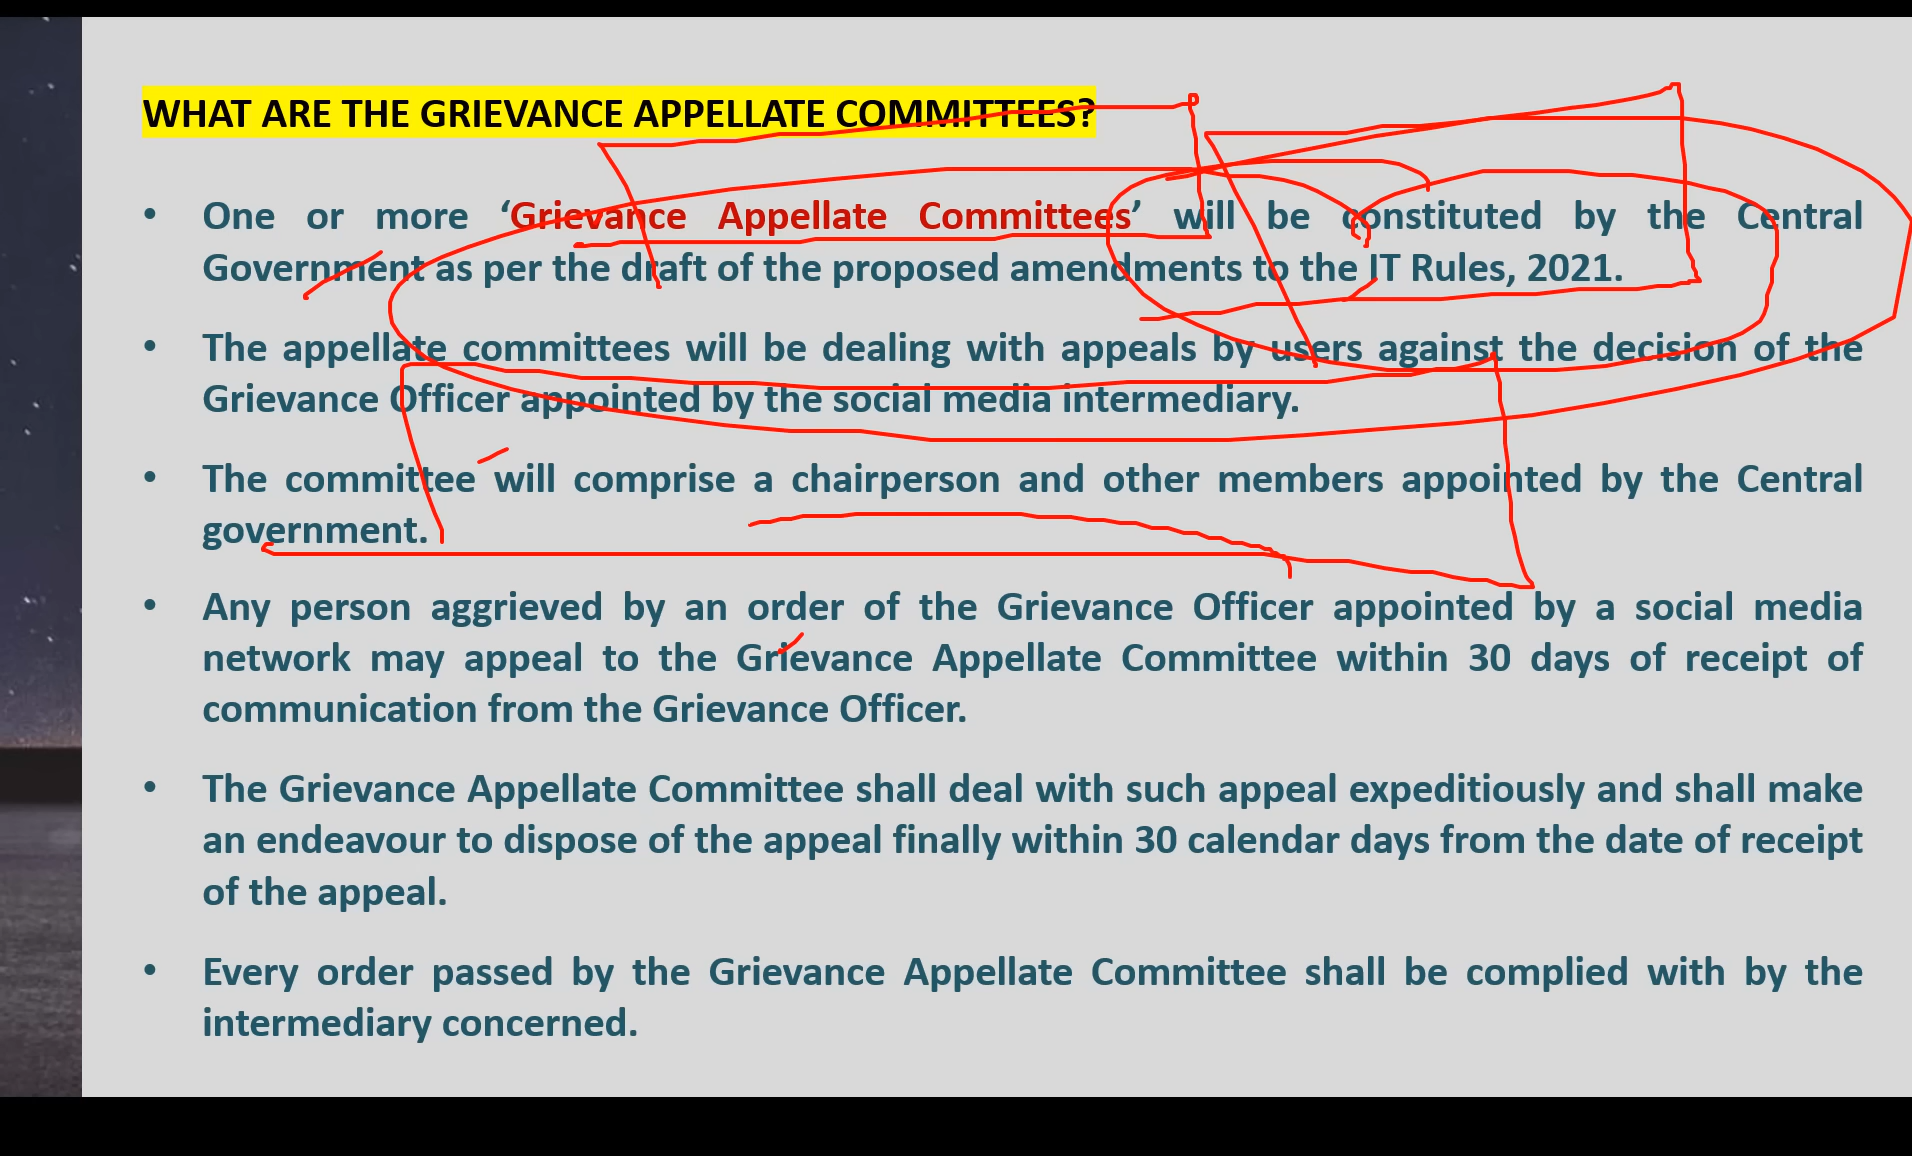 WHAT ARE THE GRIEVANCE APPELLATE COMMITTEES?
• One or more ‘Grievance Appellate Committees’ will be constituted by the Central
Government as per the draft of the proposed amendments to the IT Rules, 2021.
• The appellate committees will be dealing with appeals by users against the decision of the
Grievance Officer appointed by the social media intermediary.
• The committee will comprise a chairperson and other members appointed by the Central
government.
• Any person aggrieved by an order of the Grievance Officer appointed by a social media
network may appeal to the Grievance Appellate Committee within 30 days of receipt of
communication from the Grievance Officer.
• The Grievance Appellate Committee shall deal with such appeal expeditiously and shall make
an endeavour to dispose of the appeal finally within 30 calendar days from the date of receipt
of the appeal.
• Every order passed by the Grievance Appellate Committee shall be complied with by the
intermediary concerned.